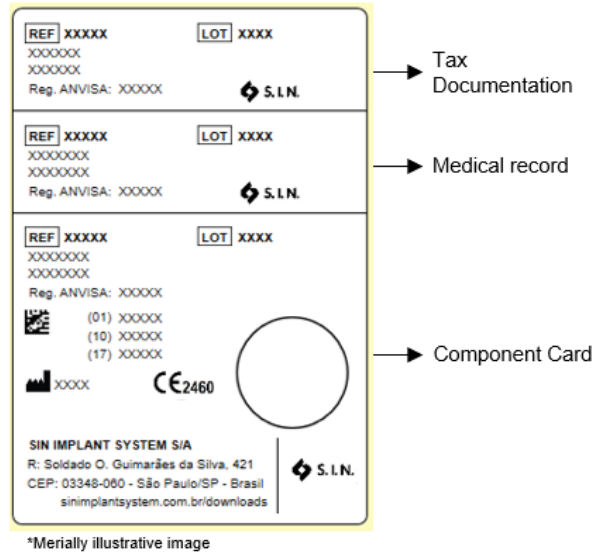 REF XXXXX LOT XXXX
XXXXXX
XXXXXX
Reg. ANVISA: XXXXX S.I.N.
Tax
Documentation
REF XXXXX LOT XXXX
XXXXXXX
XXXXXXX
Reg. ANVISA: XXXXX S.I.N.
Medical record
REF XXXXX LOT XXXX
XXXXXXX
XXXXXXX
Reg. ANVISA: XXXXX
(01) XXXXX
(10) XXXXX
(17) XXXXX
XXXX CE2460
Component Card
SIN IMPLANT SYSTEM S/A
R: Soldado O. Guimarães da Silva, 421
CEP: 03348-060 - São Paulo/SP - Brasil
sinimplantsystem.com.br/downloads
S.I.N.
*Merially illustrative image